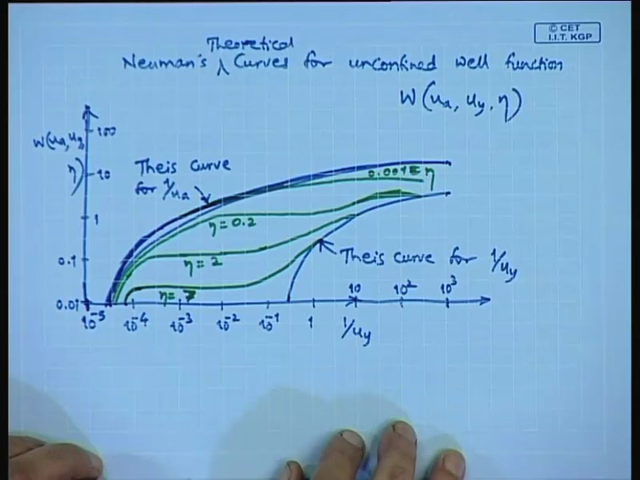 © CET
I.I.T. KGP
Theoretical
Neuman's ^ Curves for unconfined well function
W(ua, uy, η)
W(ua, uy,
η)
100
10
1
0.1
0.01
Theis curve
for 1/ua
0.001 = η
η = 0.2
η = 2
η = 7
Theis curve for 1/uy
10⁻⁵ 10⁻⁴ 10⁻³ 10⁻² 10⁻¹ 1 10 10² 10³
1/uy